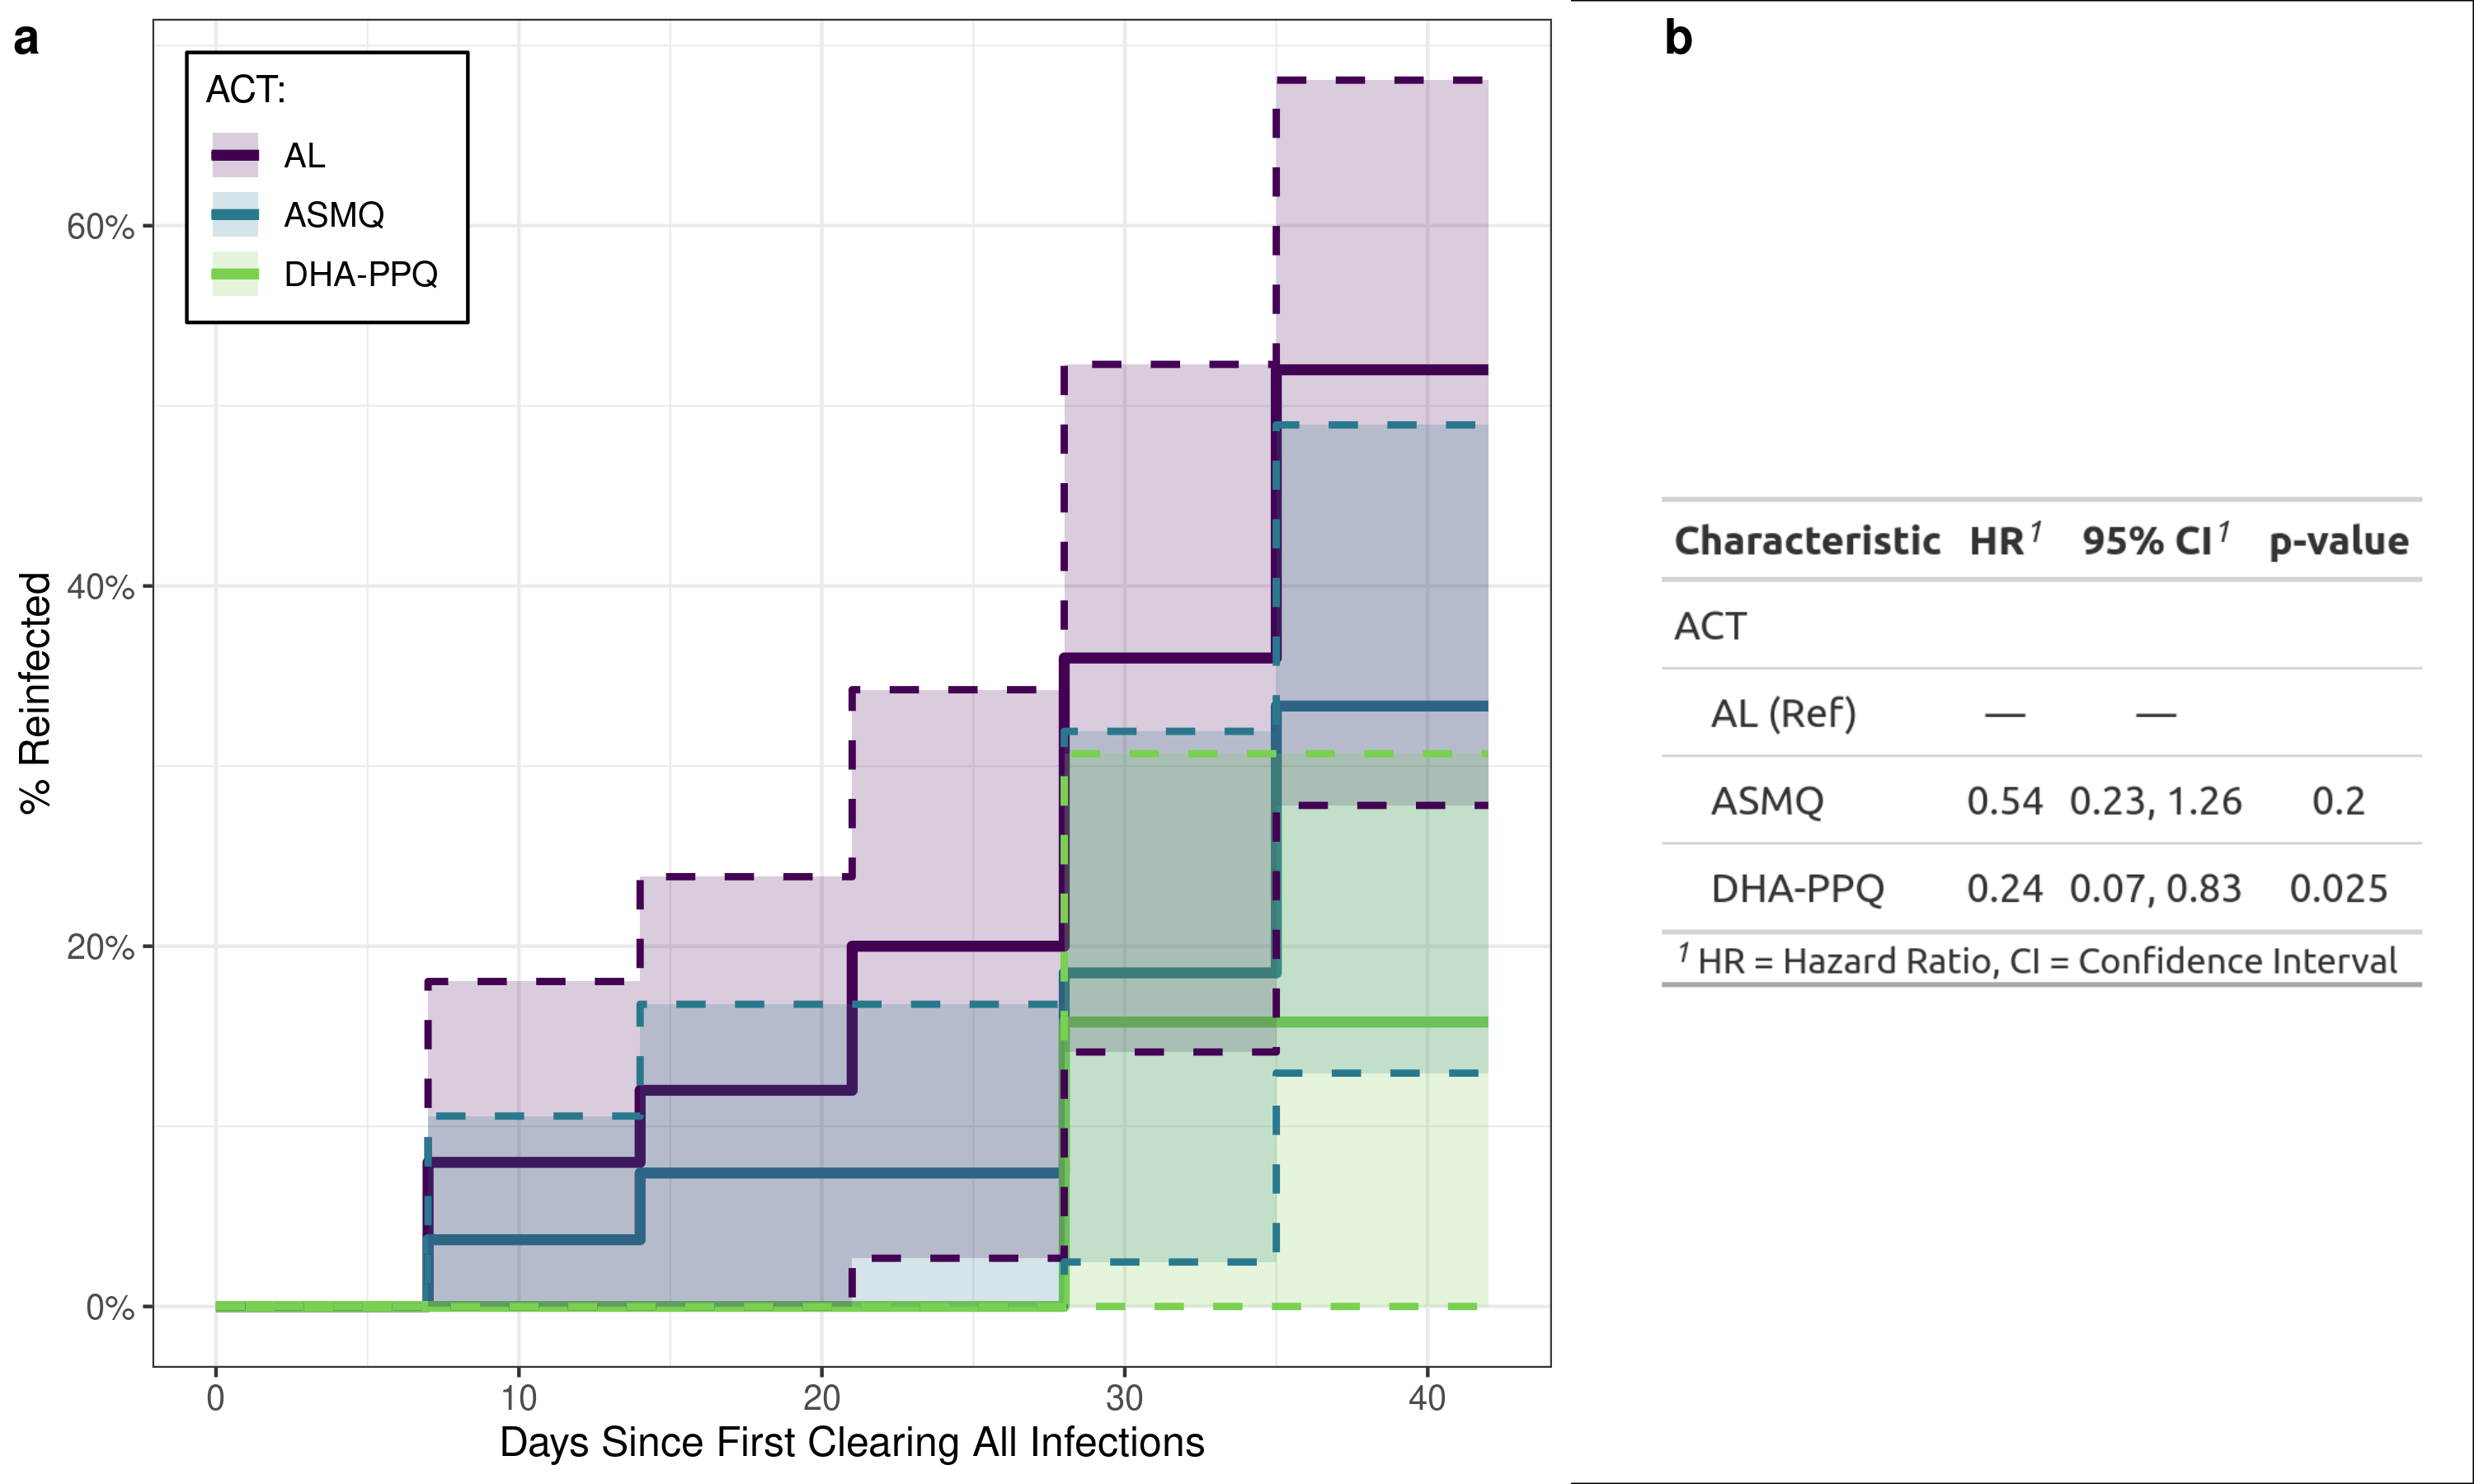 a
ACT:
AL
ASMQ
DHA-PPQ
60%
40%
20%
0%
% Reinfected
0 10 20 30 40
Days Since First Clearing All Infections
b
Characteristic HR¹ 95% CI¹ p-value
ACT
AL (Ref) — —
ASMQ 0.54 0.23, 1.26 0.2
DHA-PPQ 0.24 0.07, 0.83 0.025
¹ HR = Hazard Ratio, CI = Confidence Interval